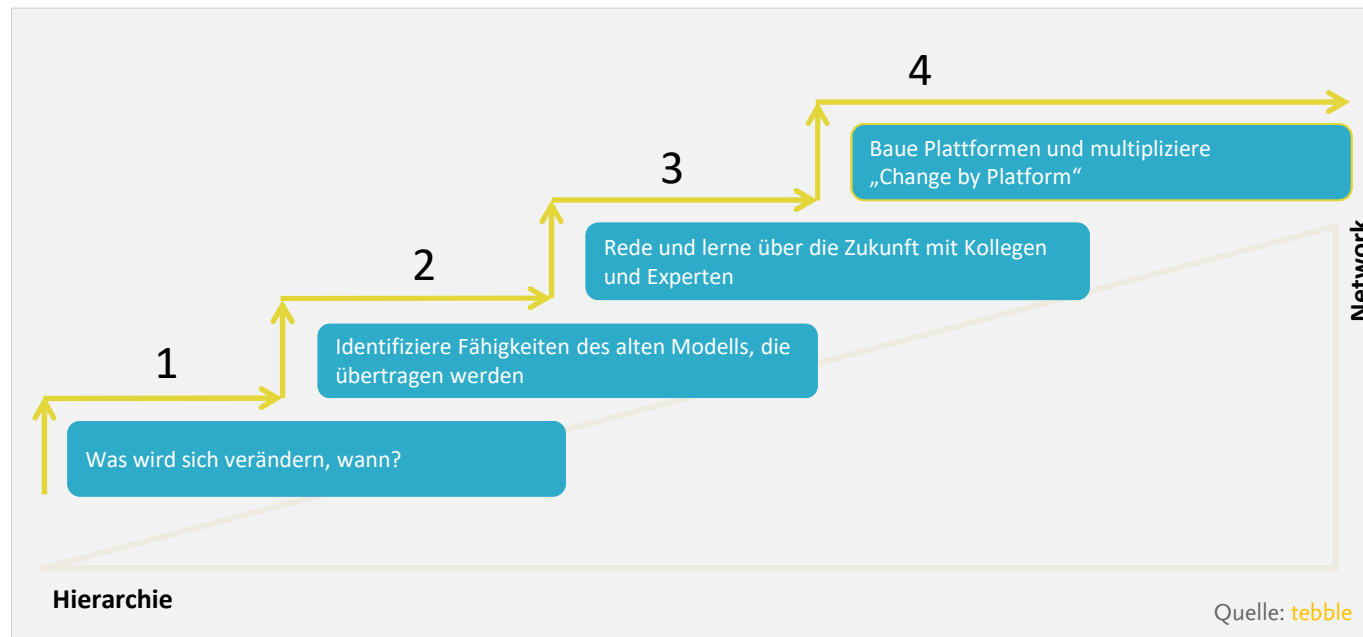 4
Baue Plattformen und multipliziere
„Change by Platform“
3
Rede und lerne über die Zukunft mit Kollegen
und Experten
2
Identifiziere Fähigkeiten des alten Modells, die
übertragen werden
1
Was wird sich verändern, wann?
Network
Hierarchie
Quelle: tebble